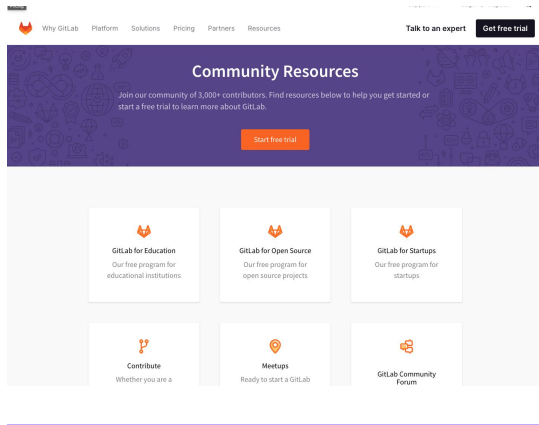 Why GitLab Platform Solutions Pricing Partners Resources Talk to an expert Get free trial
Community Resources
Join our community of 3,000+ contributors. Find resources below to help you get started or
start a free trial to learn more about GitLab.
Start free trial
GitLab for Education
Our free program for
educational institutions
GitLab for Open Source
Our free program for
open source projects
GitLab for Startups
Our free program for
startups
Contribute
Whether you are a
Meetups
Ready to start a GitLab
GitLab Community
Forum